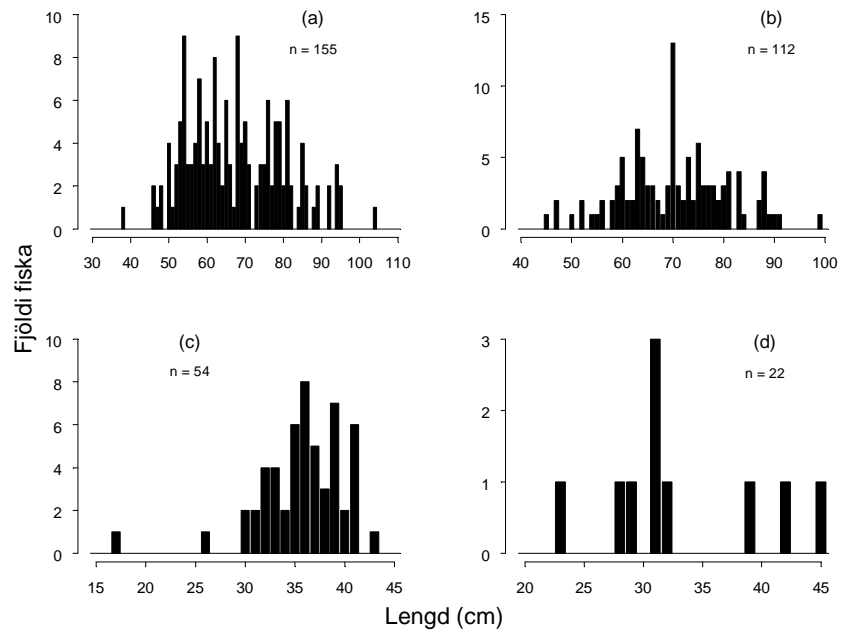 (a)
n = 155
10
8
6
4
2
0
30 40 50 60 70 80 90 100 110
(b)
n = 112
15
10
5
0
40 50 60 70 80 90 100
Fjöldi fiska
(c)
n = 54
10
8
6
4
2
0
15 20 25 30 35 40 45
(d)
n = 22
3
2
1
0
20 25 30 35 40 45
Lengd (cm)